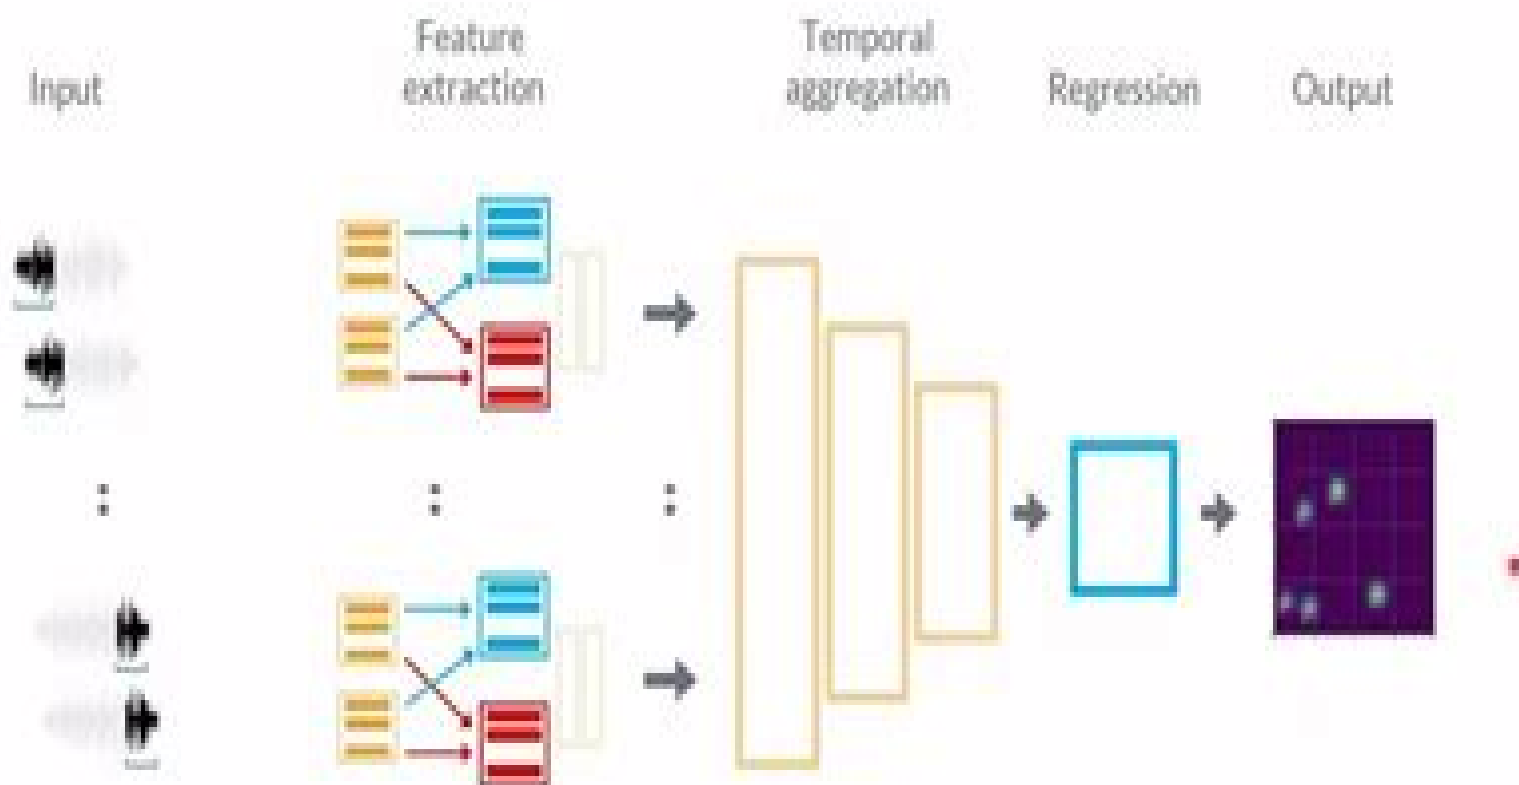 Input
Feature
extraction
Temporal
aggregation
Regression
Output